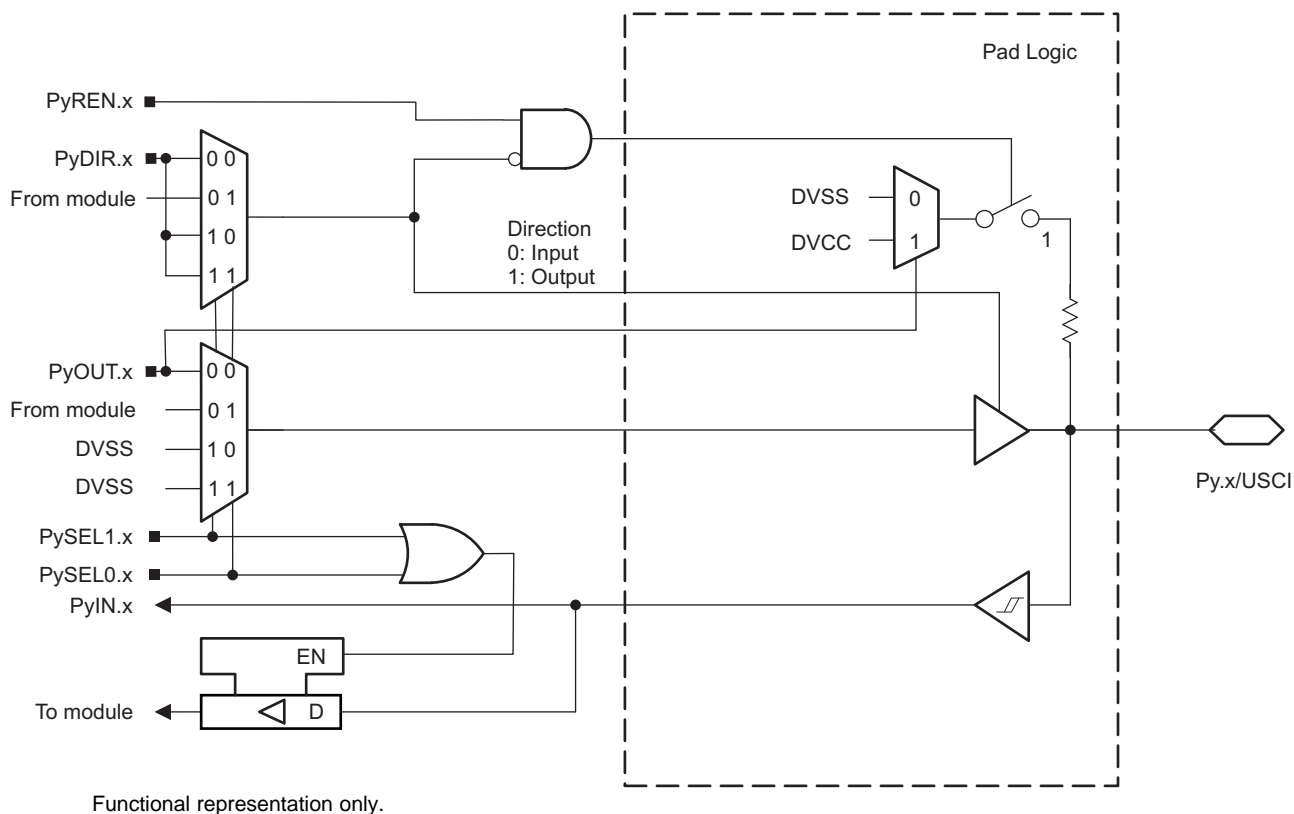 Pad Logic
PyREN.x
PyDIR.x
0 0
From module
0 1
1 0
1 1
Direction
0: Input
1: Output
DVSS
0
DVCC
1
1
PyOUT.x
0 0
From module
0 1
DVSS
1 0
DVSS
1 1
Py.x/USCI
PySEL1.x
PySEL0.x
PyIN.x
EN
To module
D
Functional representation only.